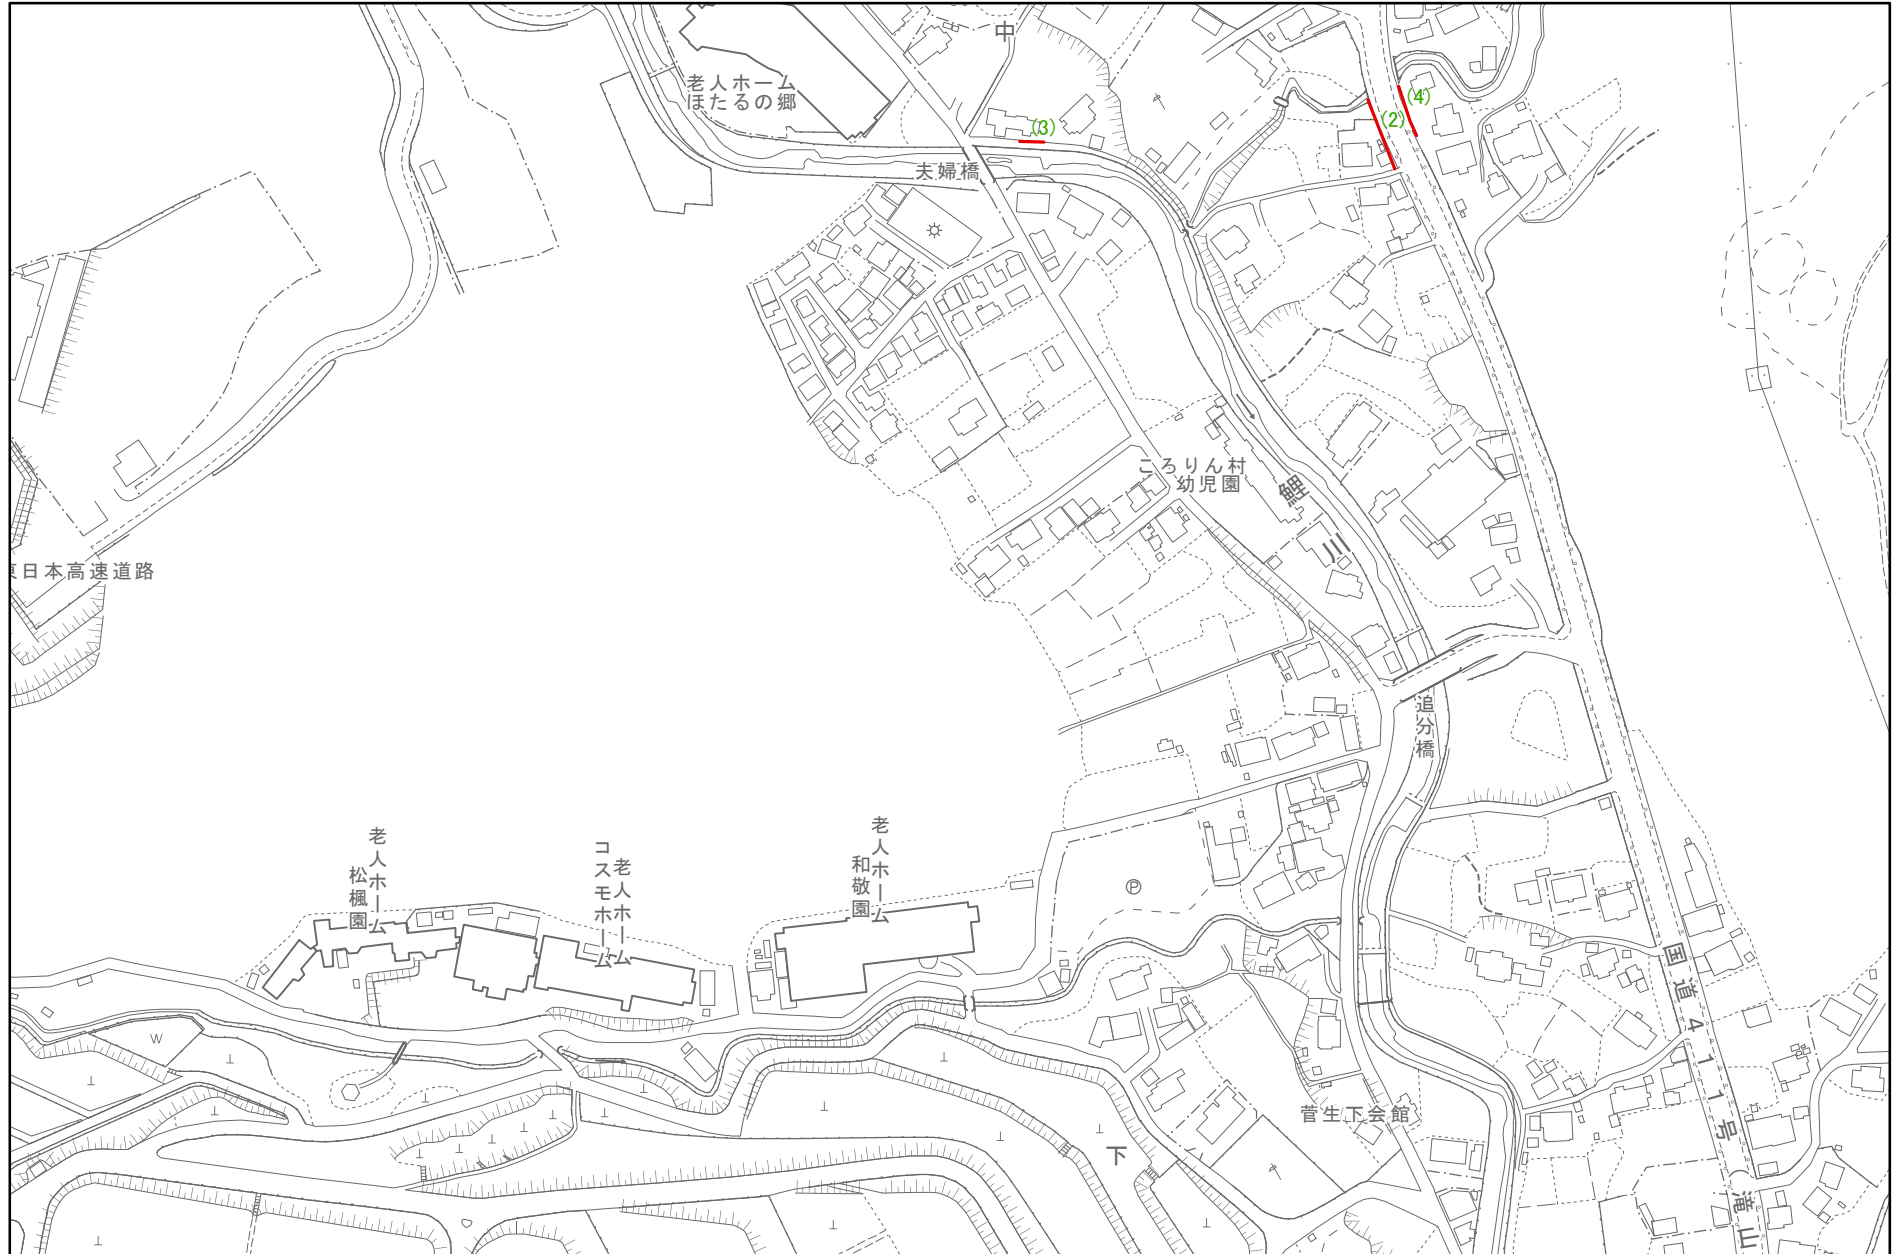 中
老人ホーム
ほたるの郷
(4)
(2)
(3)
夫婦橋
ころりん村
幼児園
鯉川
東日本高速道路
追分橋
老人ホーム
松楓園
老人ホーム
コスモホーム
老人ホーム
和敬園
P
国道411号(滝山
W
菅生下会館
下